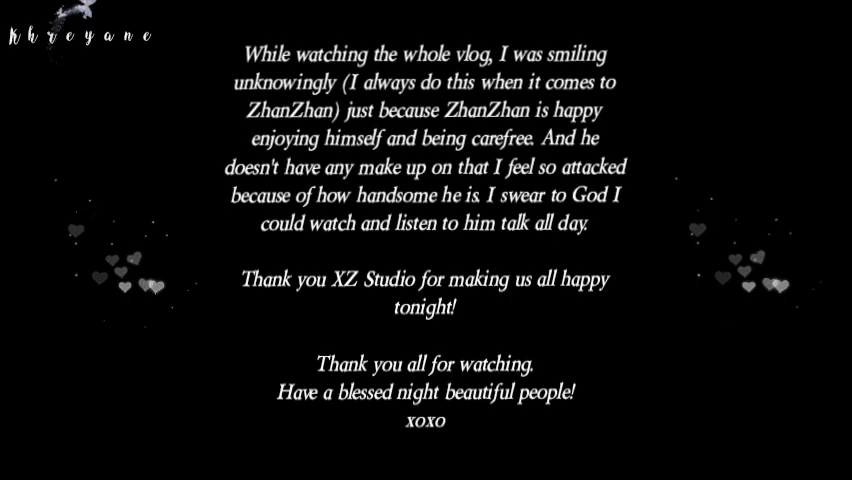 Khreyane
While watching the whole vlog, I was smiling
unknowingly (I always do this when it comes to
ZhanZhan) just because ZhanZhan is happy
enjoying himself and being carefree. And he
doesn't have any make up on that I feel so attacked
because of how handsome he is. I swear to God I
could watch and listen to him talk all day.
Thank you XZ Studio for making us all happy
tonight!
Thank you all for watching.
Have a blessed night beautiful people!
xoxo